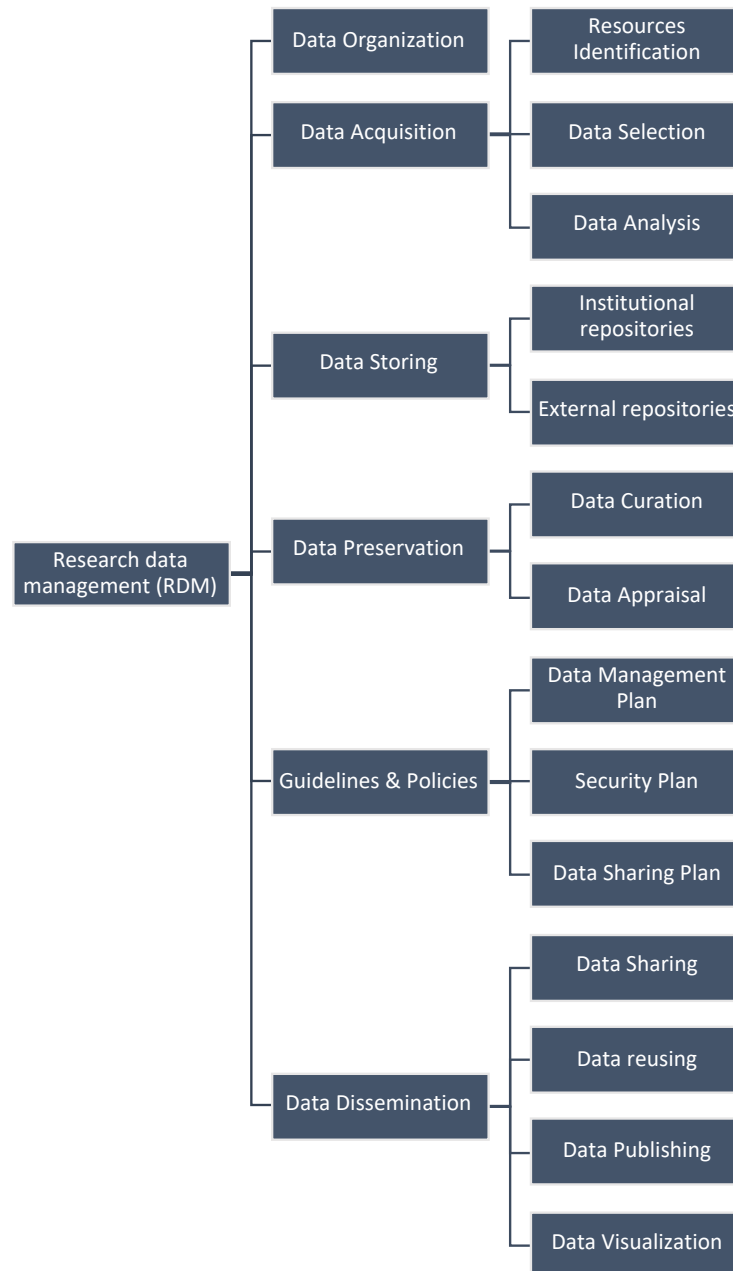 Data Organization
Resources
Identification
Data Acquisition
Data Selection
Data Analysis
Institutional
repositories
Data Storing
External repositories
Data Curation
Data Preservation
Research data
management (RDM)
Data Appraisal
Data Management
Plan
Guidelines & Policies
Security Plan
Data Sharing Plan
Data Sharing
Data reusing
Data Dissemination
Data Publishing
Data Visualization